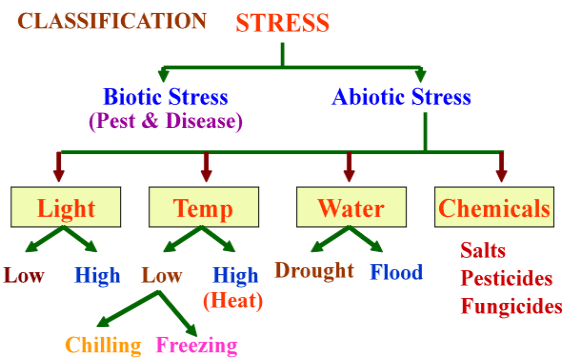 CLASSIFICATION STRESS
Biotic Stress Abiotic Stress
(Pest & Disease)
Light Temp Water Chemicals
Low High Low High Drought Flood Salts
(Heat) Pesticides
Fungicides
Chilling Freezing